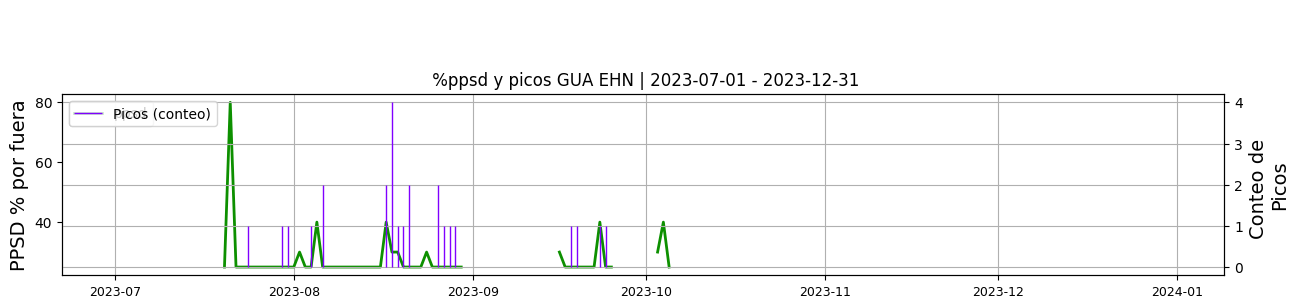 %ppsd y picos GUA EHN | 2023-07-01 - 2023-12-31
PPSD % por fuera
80
60
40
Picos (conteo)
4
3
2
1
0
Conteo de
Picos
2023-07 2023-08 2023-09 2023-10 2023-11 2023-12 2024-01